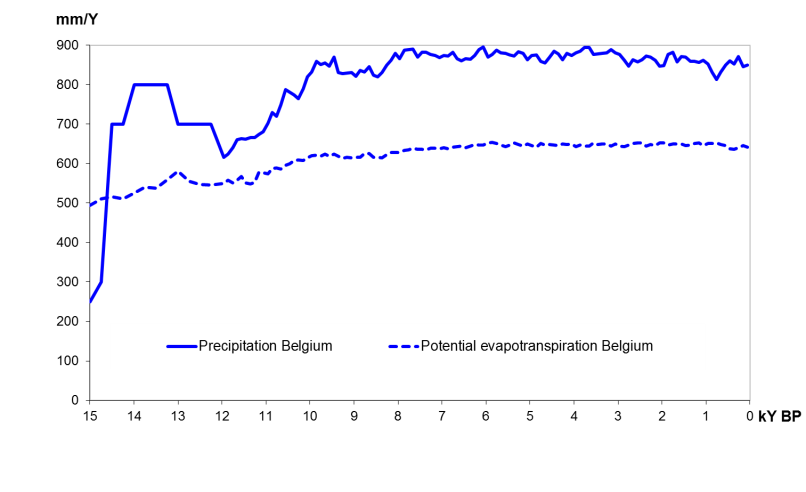 mm/Y
900
800
700
600
500
400
300
200
100
0
Precipitation Belgium
Potential evapotranspiration Belgium
15 14 13 12 11 10 9 8 7 6 5 4 3 2 1 0 kY BP